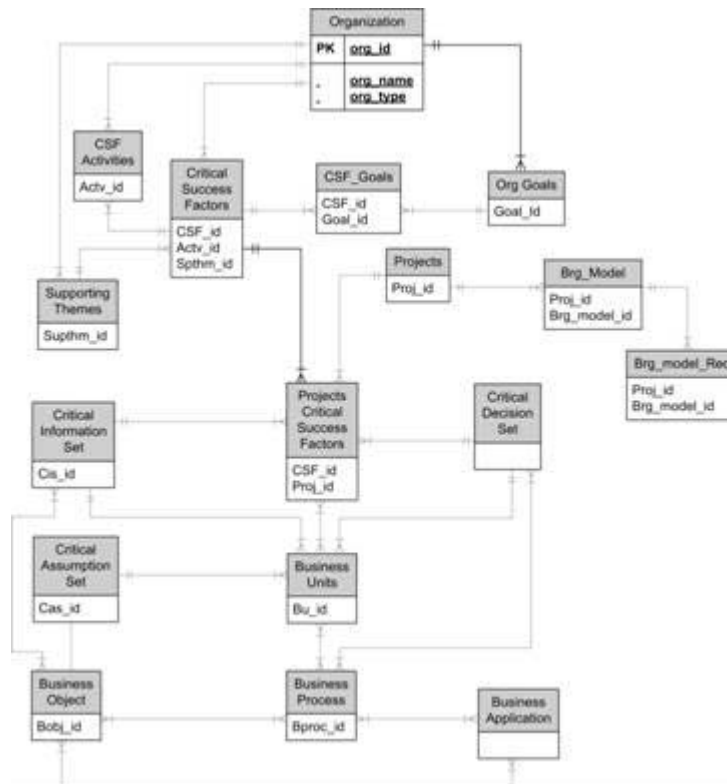 Organization
PK org_id
org_name
org_type
CSF
Activities
Actv_id
Critical
Success
Factors
CSF_id
Actv_id
Spthm_id
CSF_Goals
CSF_id
Goal_id
Org Goals
Goal_Id
Projects
Proj_id
Brg_Model
Proj_id
Brg_model_id
Supporting
Themes
Supthm_id
Brg_model_Rec
Proj_id
Brg_model_id
Critical
Information
Set
Cis_id
Projects
Critical
Success
Factors
CSF_id
Proj_id
Critical
Decision
Set
Critical
Assumption
Set
Cas_id
Business
Units
Bu_id
Business
Object
Bobj_id
Business
Process
Bproc_id
Business
Application